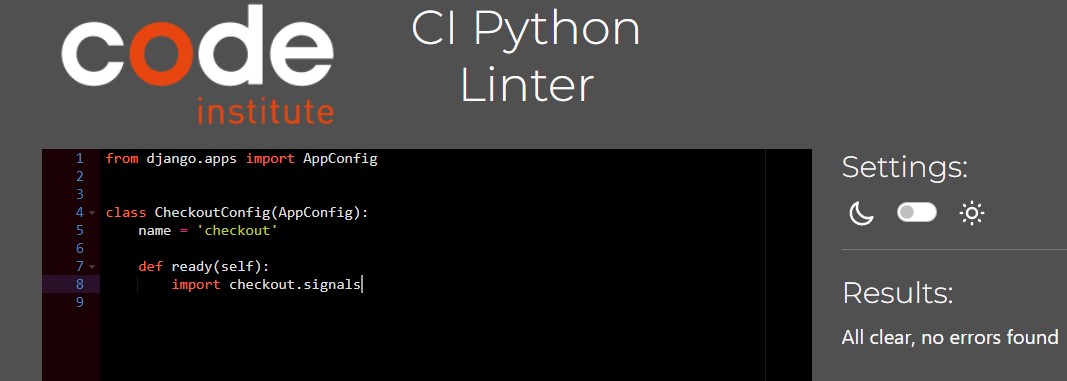 code
institute
CI Python
Linter
1 from django.apps import AppConfig
2
3
4 class CheckoutConfig(AppConfig):
5     name = 'checkout'
6
7     def ready(self):
8         import checkout.signals
9
Settings:
Results:
All clear, no errors found